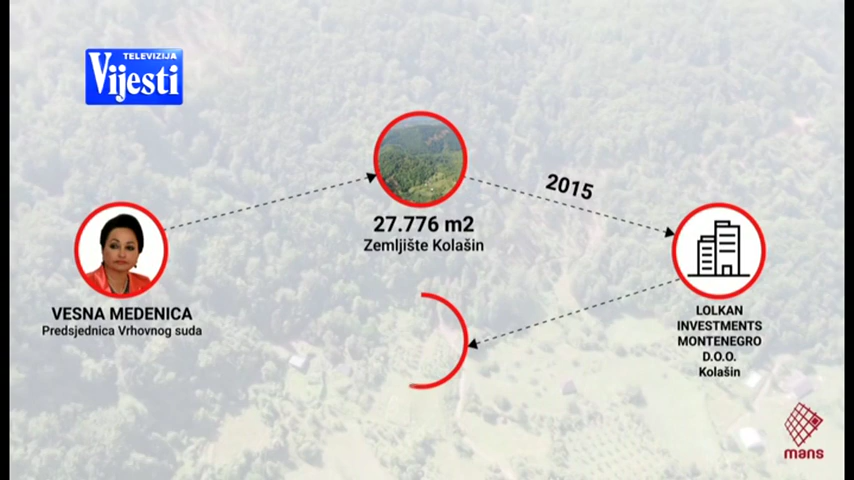 TELEVIZIJA
Vijesti
2015
27.776 m2
Zemljište Kolašin
VESNA MEDENICA
Predsjednica Vrhovnog suda
LOLKAN
INVESTMENTS
MONTENEGRO
D.O.O.
Kolašin
mans